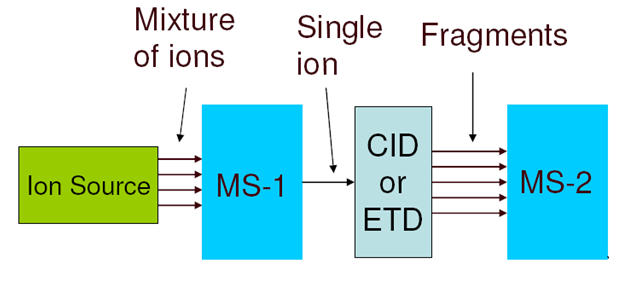 Mixture
of ions
Single
ion
Fragments
Ion Source
MS-1
CID
or
ETD
MS-2